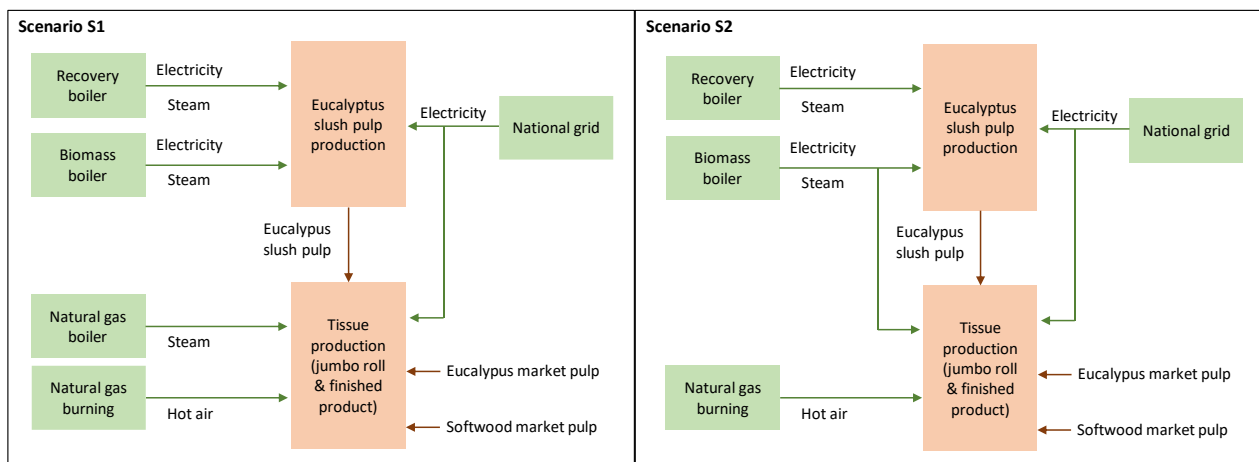 Scenario S1
Recovery
boiler
Electricity
Steam
Biomass
boiler
Electricity
Steam
Eucalyptus
slush pulp
production
Electricity
National grid
Eucalypus
slush pulp
Natural gas
boiler
Steam
Natural gas
burning
Hot air
Tissue
production
(jumbo roll
& finished
product)
Eucalypus market pulp
Softwood market pulp
Scenario S2
Recovery
boiler
Electricity
Steam
Biomass
boiler
Electricity
Steam
Eucalyptus
slush pulp
production
Electricity
National grid
Eucalypus
slush pulp
Natural gas
burning
Hot air
Tissue
production
(jumbo roll
& finished
product)
Eucalypus market pulp
Softwood market pulp